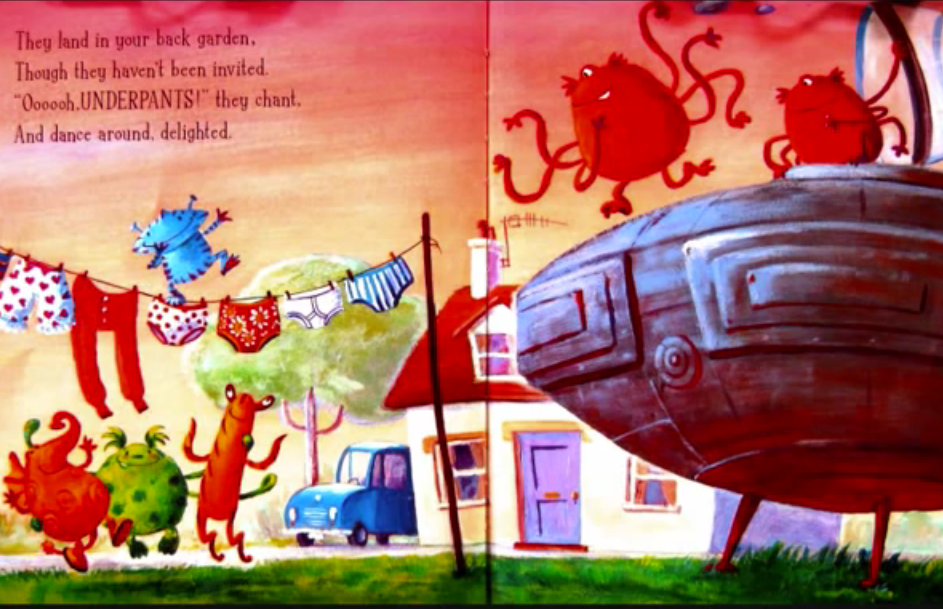 They land in your back garden,
Though they haven't been invited.
“Oooooh,UNDERPANTS!” they chant,
And dance around, delighted.